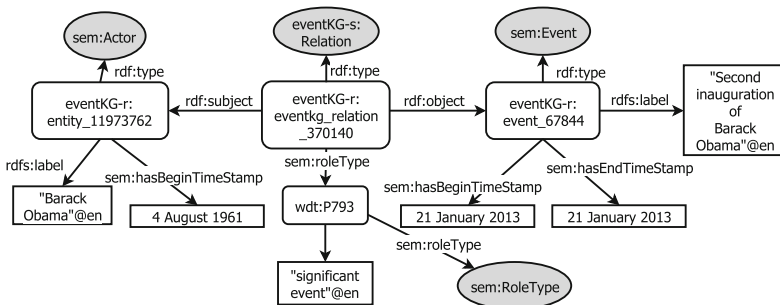 sem:Actor
eventKG-s:
Relation
sem:Event
rdf:type
rdf:type
rdf:type
eventKG-r:
entity_11973762
rdf:subject
eventKG-r:
eventkg_relation
_370140
rdf:object
eventKG-r:
event_67844
rdfs:label
"Second
inauguration
of
Barack
Obama"@en
rdfs:label
sem:hasBeginTimeStamp
sem:roleType
sem:hasBeginTimeStamp
sem:hasEndTimeStamp
"Barack
Obama"@en
4 August 1961
wdt:P793
21 January 2013
21 January 2013
sem:roleType
"significant
event"@en
sem:RoleType